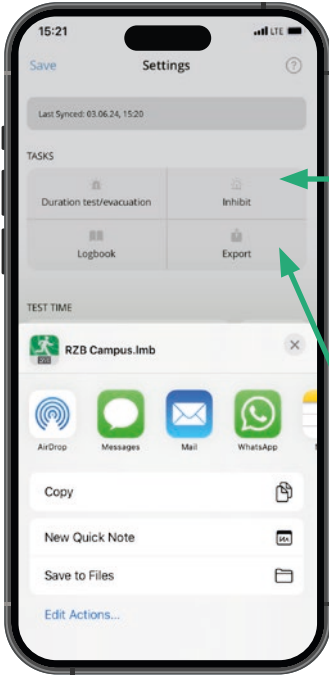 15:21
LTE
Save Settings ?
Last Synced: 03.06.24, 15:20
TASKS
Duration test/evacuation Inhibit
Logbook Export
TEST TIME
RZB Campus.lmb
AirDrop Messages Mail WhatsApp
Copy
New Quick Note
Save to Files
Edit Actions...